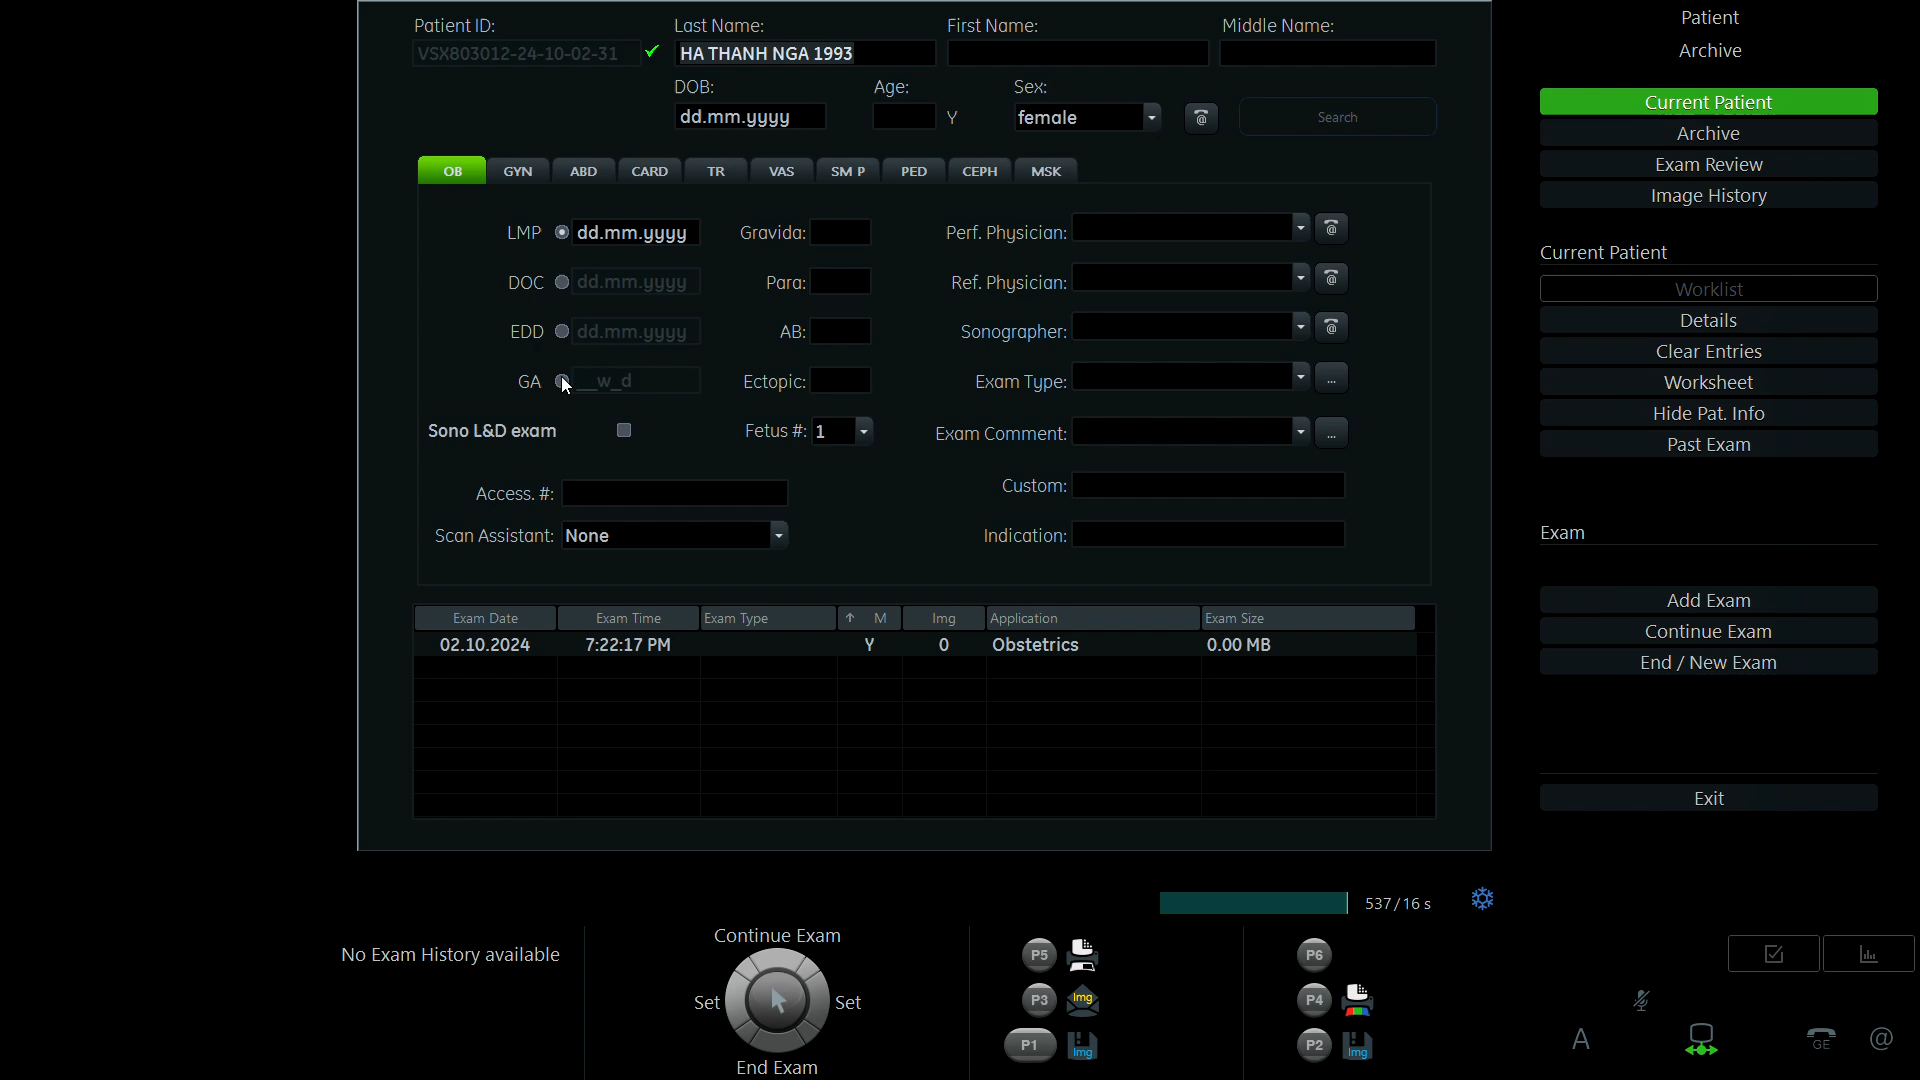 Patient ID: Last Name: First Name: Middle Name:
VSX803012-24-10-02-31 HA THANH NGA 1993
DOB: Age: Sex:
dd.mm.yyyy Y female @ Search
OB GYN ABD CARD TR VAS SM P PED CEPH MSK
LMP dd.mm.yyyy Gravida: Perf. Physician: @
DOC dd.mm.yyyy Para: Ref. Physician: @
EDD dd.mm.yyyy AB: Sonographer: @
GA __w_d Ectopic: Exam Type: ...
Sono L&D exam Fetus #: 1 Exam Comment: ...
Custom:
Access. #:
Scan Assistant: None Indication:
Exam Date Exam Time Exam Type M Img Application Exam Size
02.10.2024 7:22:17 PM Y 0 Obstetrics 0.00 MB
Patient
Archive
Current Patient
Archive
Exam Review
Image History
Current Patient
Worklist
Details
Clear Entries
Worksheet
Hide Pat. Info
Past Exam
Exam
Add Exam
Continue Exam
End / New Exam
Exit
537/16 s
No Exam History available
Continue Exam
Set Set
End Exam
P5
P3 Img
P1 Img
P6
P4
P2 Img
A GE @